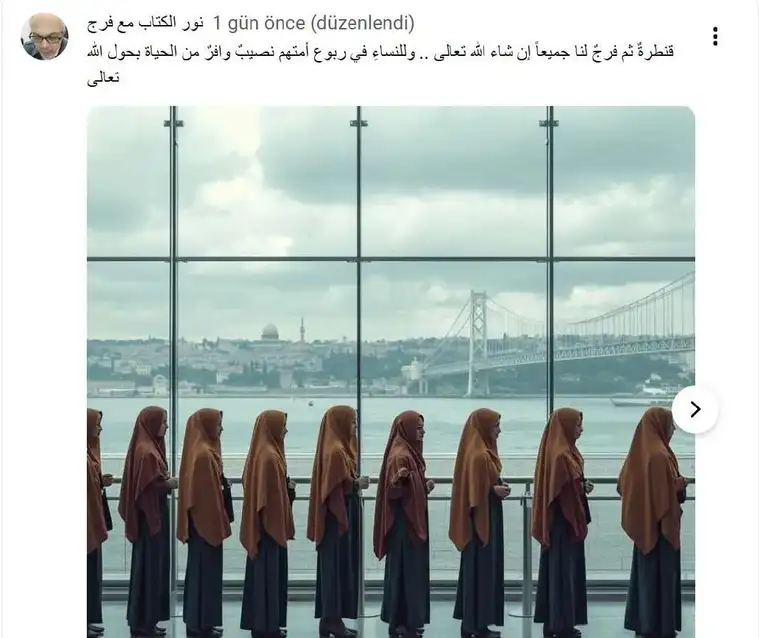 نور الكتاب مع فرج 1 gün önce (düzenlendi)
قنطرةٌ ثم فرجٌ لنا جميعاً إن شاء الله تعالى .. وللنساءِ في ربوع أمتهم نصيبٌ وافرٌ من الحياة بحول الله
تعالى